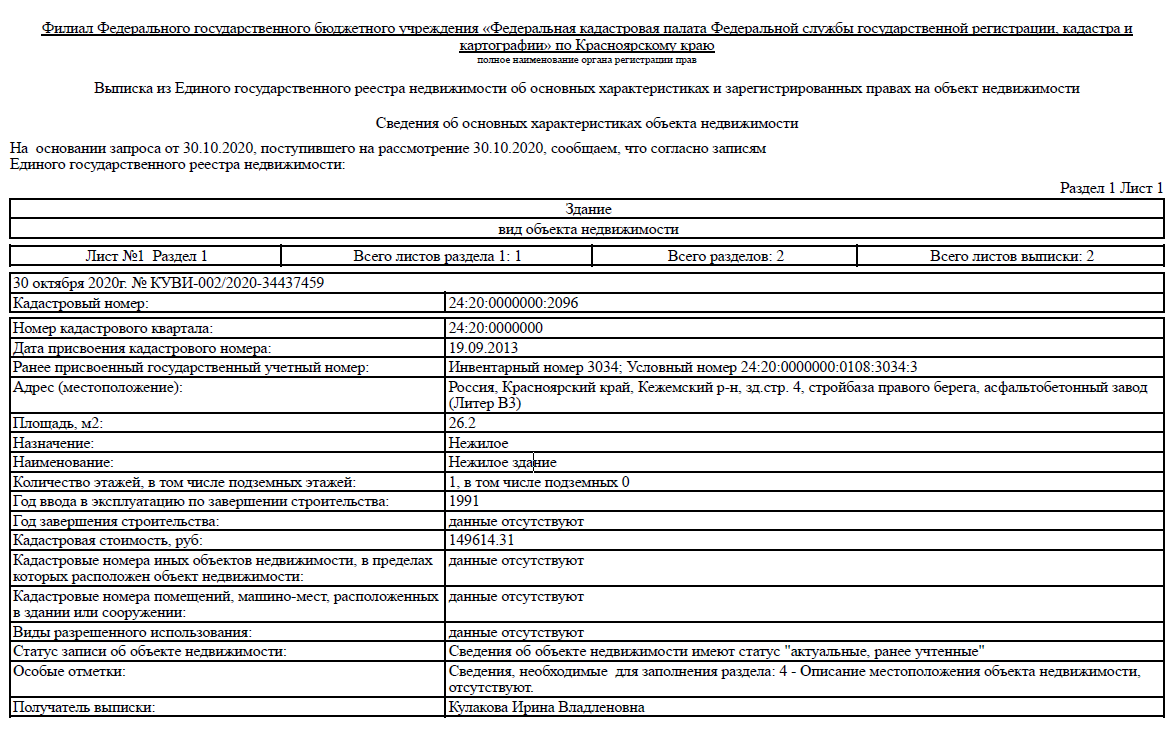 Филиал Федерального государственного бюджетного учреждения «Федеральная кадастровая палата Федеральной службы государственной регистрации, кадастра и
картографии» по Красноярскому краю
полное наименование органа регистрации прав
Выписка из Единого государственного реестра недвижимости об основных характеристиках и зарегистрированных правах на объект недвижимости
Сведения об основных характеристиках объекта недвижимости
На основании запроса от 30.10.2020, поступившего на рассмотрение 30.10.2020, сообщаем, что согласно записям
Единого государственного реестра недвижимости:
Раздел 1 Лист 1
Здание
вид объекта недвижимости
Лист №1 Раздел 1 Всего листов раздела 1: 1 Всего разделов: 2 Всего листов выписки: 2
30 октября 2020г. № КУВИ-002/2020-34437459
Кадастровый номер: 24:20:0000000:2096
Номер кадастрового квартала: 24:20:0000000
Дата присвоения кадастрового номера: 19.09.2013
Ранее присвоенный государственный учетный номер: Инвентарный номер 3034; Условный номер 24:20:0000000:0108:3034:3
Адрес (местоположение): Россия, Красноярский край, Кежемский р-н, зд.стр. 4, стройбаза правого берега, асфальтобетонный завод
(Литер В3)
Площадь, м2: 26.2
Назначение: Нежилое
Наименование: Нежилое здание
Количество этажей, в том числе подземных этажей: 1, в том числе подземных 0
Год ввода в эксплуатацию по завершении строительства: 1991
Год завершения строительства: данные отсутствуют
Кадастровая стоимость, руб: 149614.31
Кадастровые номера иных объектов недвижимости, в пределах данные отсутствуют
которых расположен объект недвижимости:
Кадастровые номера помещений, машино-мест, расположенных данные отсутствуют
в здании или сооружении:
Виды разрешенного использования: данные отсутствуют
Статус записи об объекте недвижимости: Сведения об объекте недвижимости имеют статус "актуальные, ранее учтенные"
Особые отметки: Сведения, необходимые для заполнения раздела: 4 - Описание местоположения объекта недвижимости,
отсутствуют.
Получатель выписки: Кулакова Ирина Владленовна